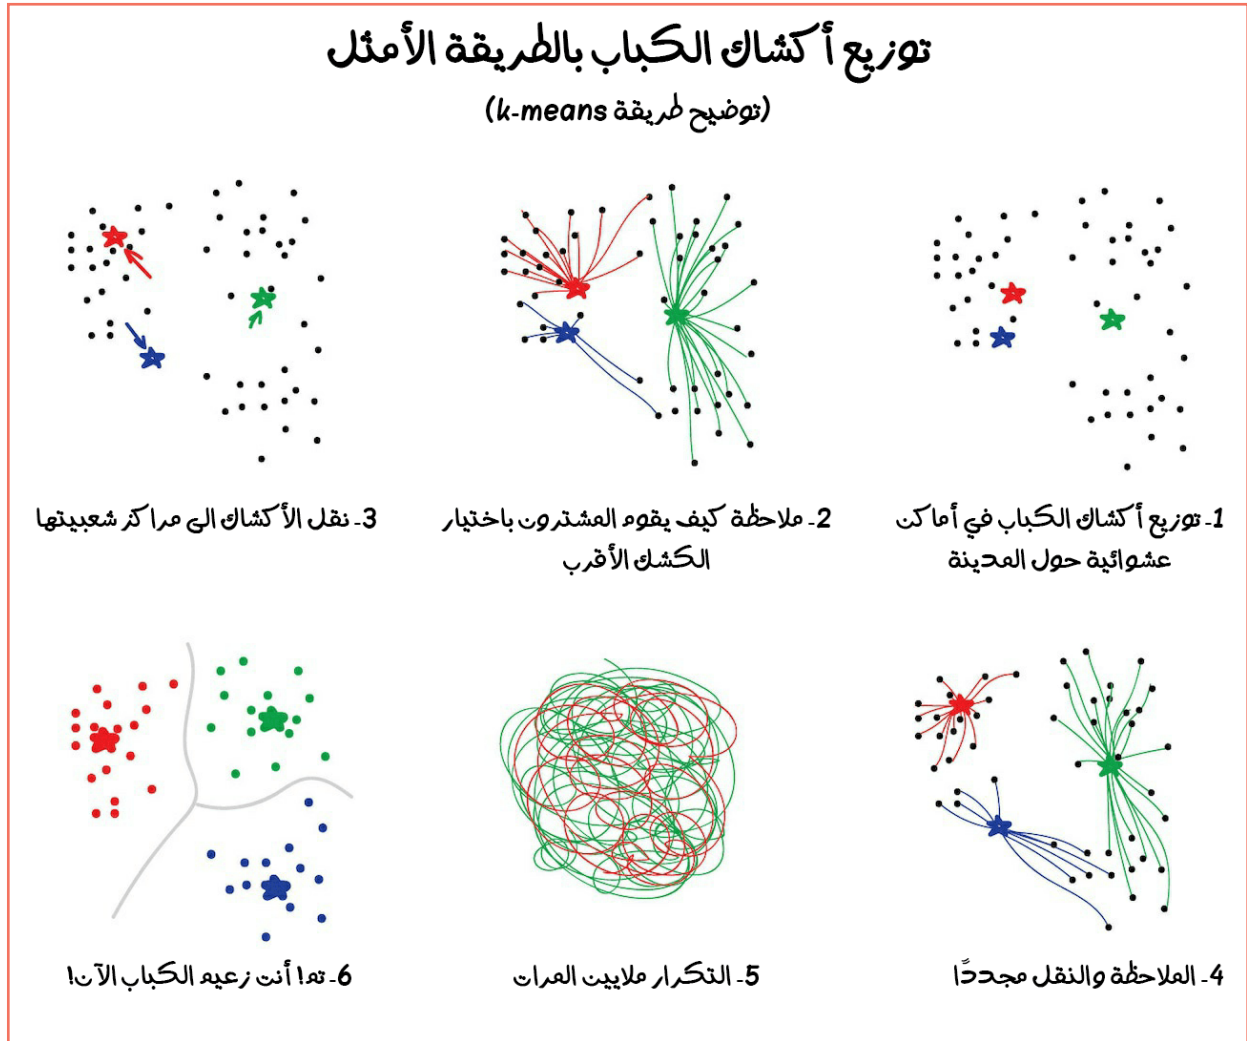 توزيع أكشاك الكباب بالطريقة الأمثل
(توضيح طريقة k-means)
1- توزيع أكشاك الكباب في أماكن
عشوائية حول المدينة
2- ملاحظة كيف يقوم المشترون باختيار
الكشك الأقرب
3- نقل الأكشاك الى مراكز شعبيتها
4- الملاحظة والنقل مجددًا
5- التكرار ملايين المرات
6- تم! أنت زعيم الكباب الآن!